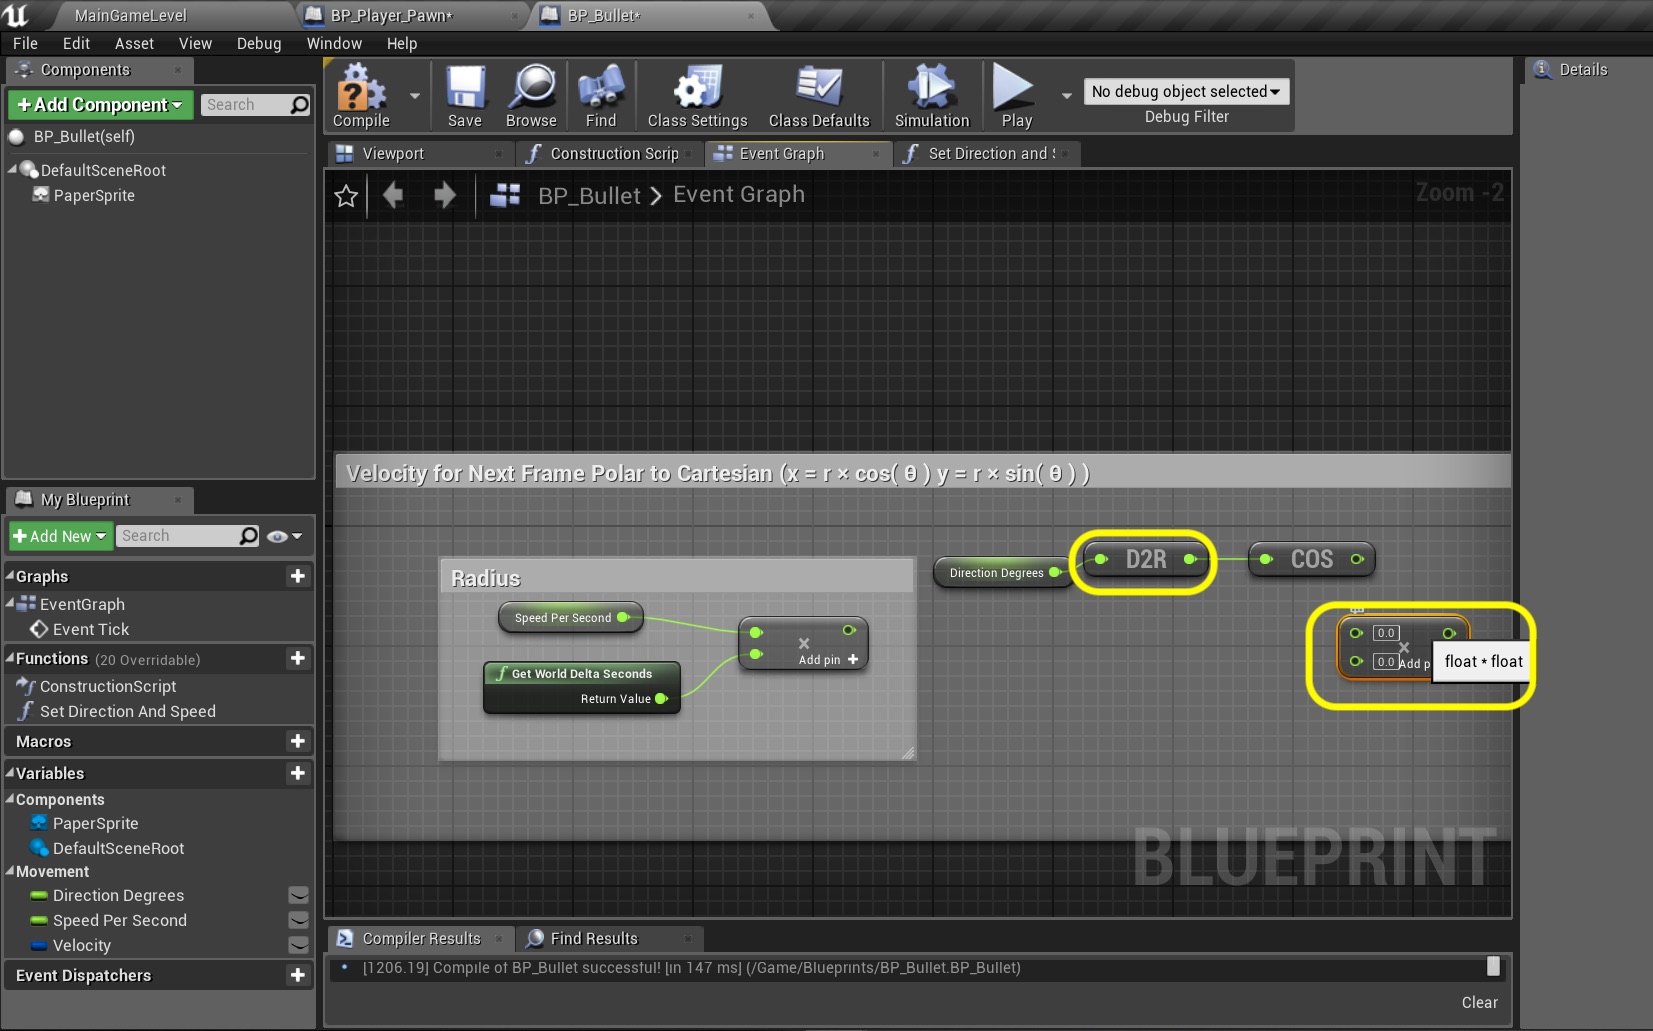 MainGameLevel
BP_Player_Pawn*
BP_Bullet*
File Edit Asset View Debug Window Help
Components
+Add Component
Search
BP_Bullet(self)
DefaultSceneRoot
PaperSprite
Compile
Save
Browse
Find
Class Settings
Class Defaults
Simulation
Play
No debug object selected
Debug Filter
Details
Viewport
Construction Scrip
Event Graph
Set Direction and
BP_Bullet > Event Graph
Zoom -2
Velocity for Next Frame Polar to Cartesian (x = r × cos( θ ) y = r × sin( θ ) )
Radius
Speed Per Second
×
Add pin +
Get World Delta Seconds
Return Value
Direction Degrees
D2R
COS
0.0
×
0.0
Add p
float * float
BLUEPRINT
My Blueprint
+Add New
Search
Graphs
EventGraph
Event Tick
Functions (20 Overridable)
ConstructionScript
Set Direction And Speed
Macros
Variables
Components
PaperSprite
DefaultSceneRoot
Movement
Direction Degrees
Speed Per Second
Velocity
Event Dispatchers
Compiler Results
Find Results
[1206.19] Compile of BP_Bullet successful! [in 147 ms] (/Game/Blueprints/BP_Bullet.BP_Bullet)
Clear